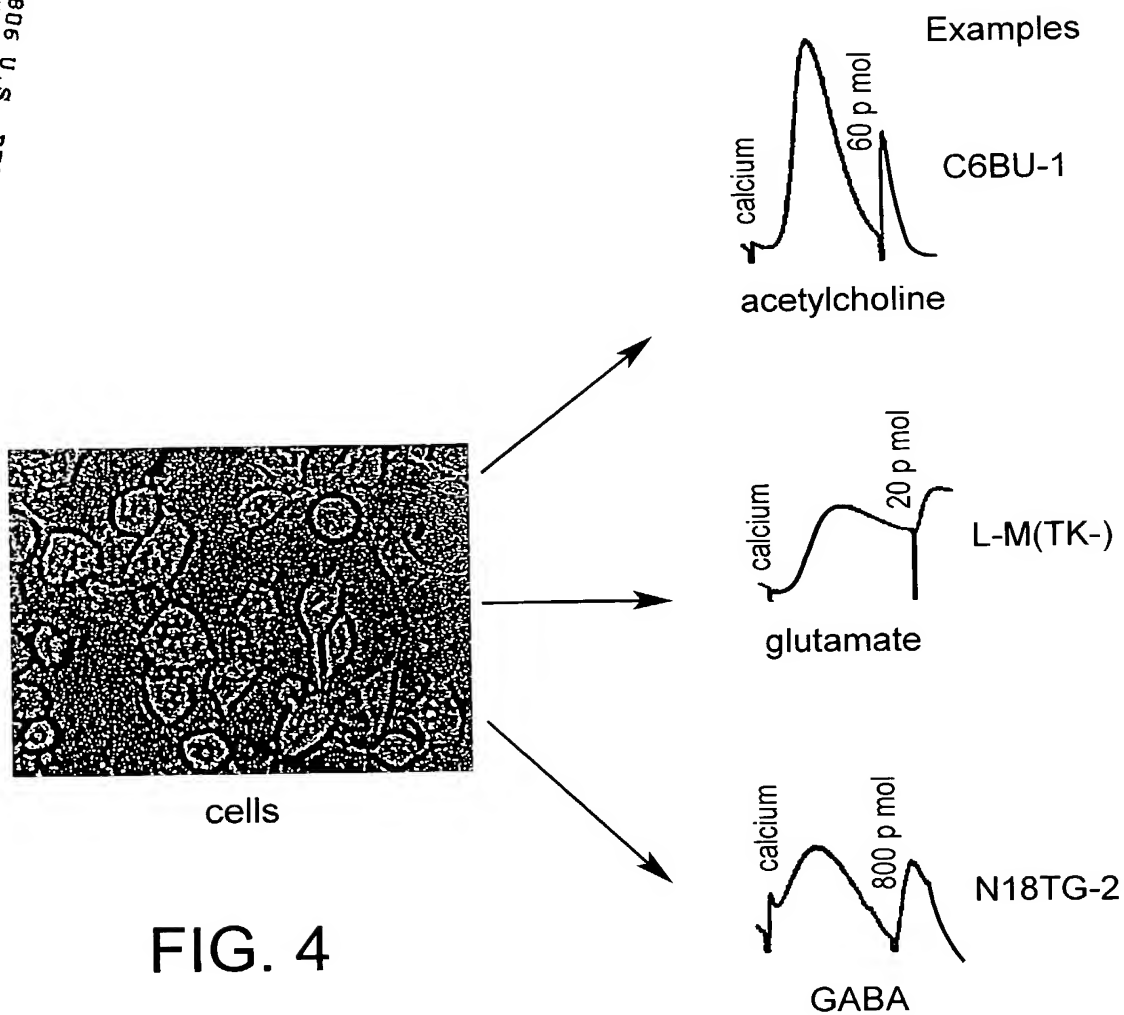 806 U.S.
Examples
calcium
60 p mol
C6BU-1
acetylcholine
calcium
20 p mol
L-M(TK-)
glutamate
cells
calcium
800 p mol
N18TG-2
GABA
FIG. 4